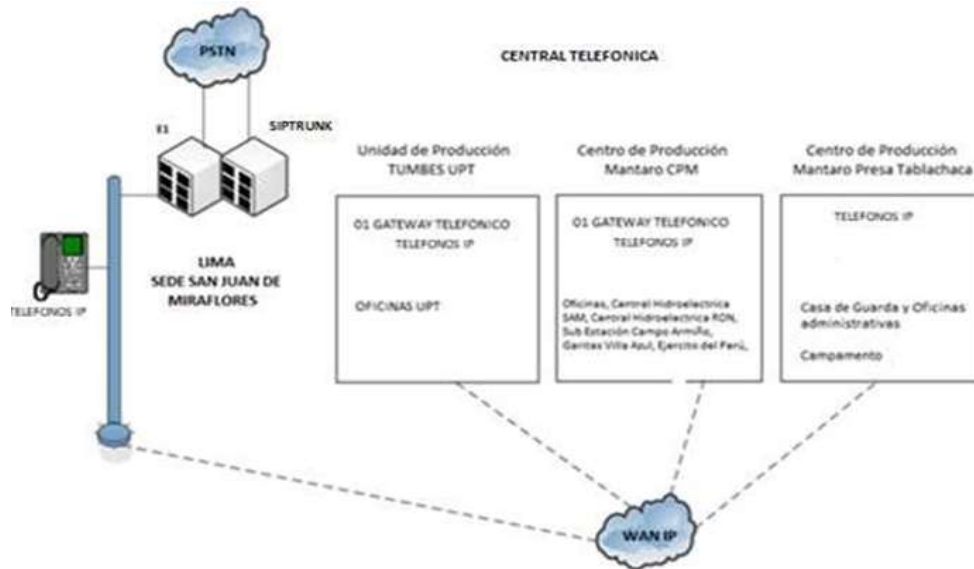 PSTN
CENTRAL TELEFONICA
E1
SIPTRUNK
TELEFONOS IP
LIMA
SEDE SAN JUAN DE
MIRAFLORES
Unidad de Producción
TUMBES UPT
01 GATEWAY TELEFONICO
TELEFONOS IP
OFICINAS UPT
Centro de Producción
Mantaro CPM
01 GATEWAY TELEFONICO
TELEFONOS IP
Oficinas, Central Hidroelectrica
SAM, Central Hidroelectrica RON,
Sub Estación Campo Armiño,
Garitas Villa Azul, Ejercito del Perú,
Centro de Producción
Mantaro Presa Tablachaca
TELEFONOS IP
Casa de Guarda y Oficinas
administrativas
Campamento
WAN IP